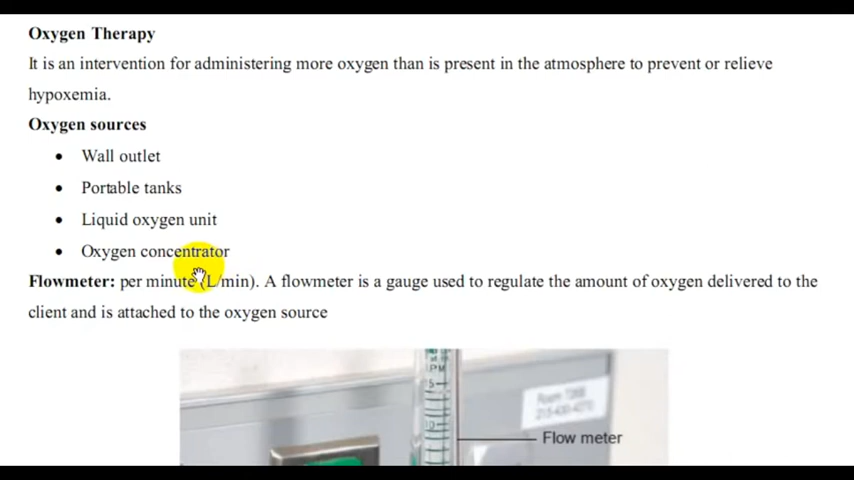 Oxygen Therapy
It is an intervention for administering more oxygen than is present in the atmosphere to prevent or relieve
hypoxemia.
Oxygen sources
• Wall outlet
• Portable tanks
• Liquid oxygen unit
• Oxygen concentrator
Flowmeter: per minute (L/min). A flowmeter is a gauge used to regulate the amount of oxygen delivered to the
client and is attached to the oxygen source
Flow meter